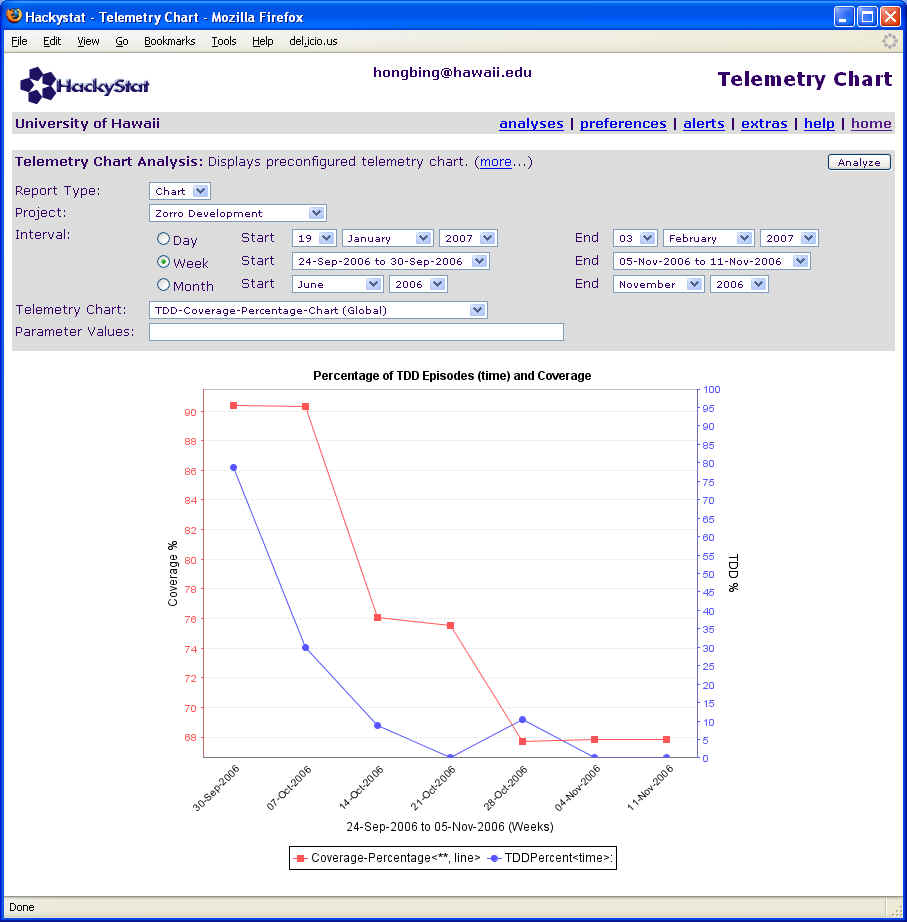 Hackystat - Telemetry Chart - Mozilla Firefox
File Edit View Go Bookmarks Tools Help del.icio.us
HackyStat
hongbing@hawaii.edu
Telemetry Chart
University of Hawaii
analyses | preferences | alerts | extras | help | home
Telemetry Chart Analysis: Displays preconfigured telemetry chart. (more...)
Analyze
Report Type: Chart
Project: Zorro Development
Interval: Day Start 19 January 2007 End 03 February 2007
Week Start 24-Sep-2006 to 30-Sep-2006 End 05-Nov-2006 to 11-Nov-2006
Month Start June 2006 End November 2006
Telemetry Chart: TDD-Coverage-Percentage-Chart (Global)
Parameter Values:
Percentage of TDD Episodes (time) and Coverage
Coverage %
90
88
86
84
82
80
78
76
74
72
70
68
100
95
90
85
80
75
70
65
60
55
50
45
40
35
30
25
20
15
10
5
0
TDD %
30-Sep-2006 07-Oct-2006 14-Oct-2006 21-Oct-2006 28-Oct-2006 04-Nov-2006 11-Nov-2006
24-Sep-2006 to 05-Nov-2006 (Weeks)
Coverage-Percentage<**, line> TDDPercent<time>:
Done